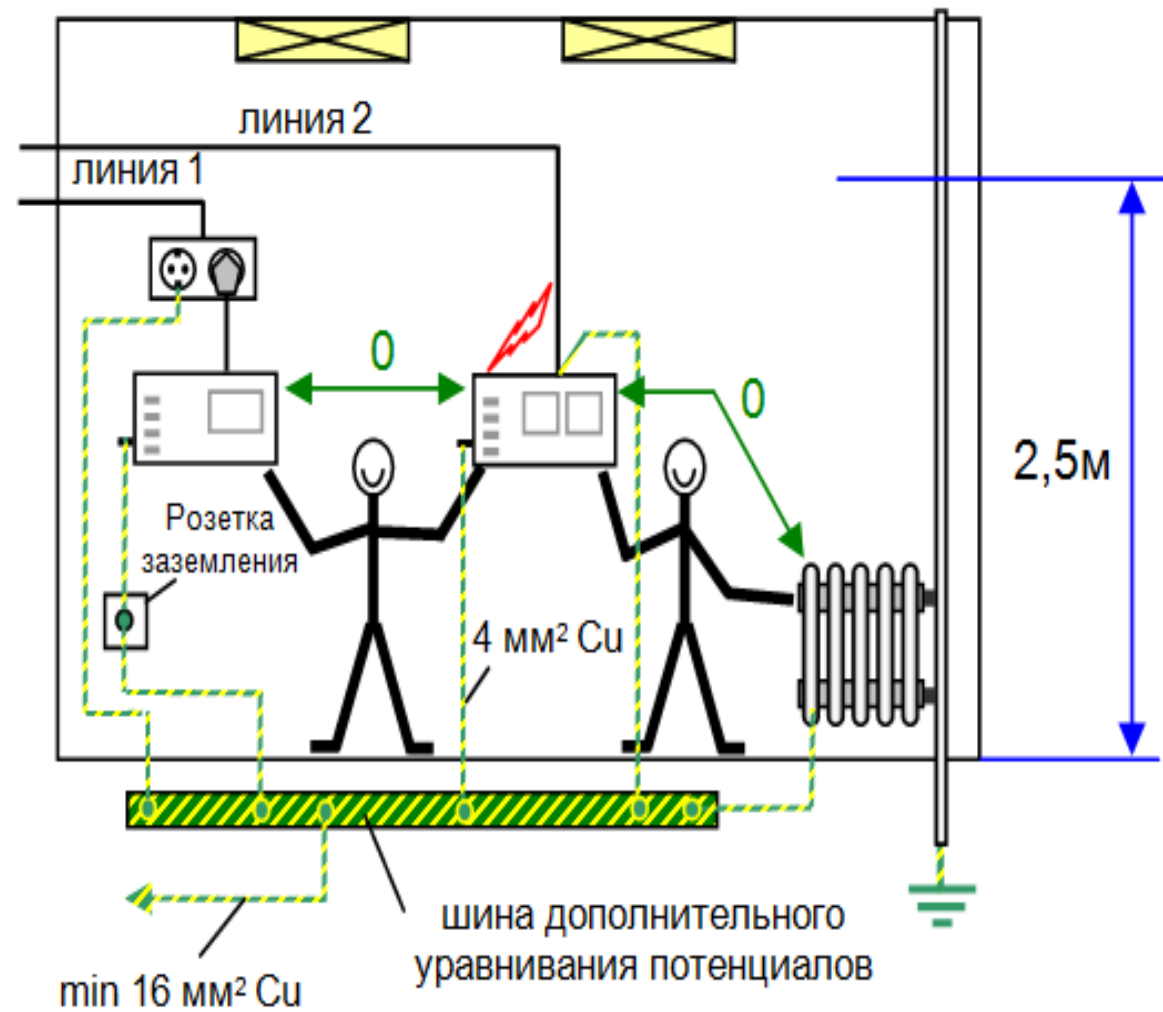 линия 2
линия 1
0
0
2,5м
Розетка
заземления
4 мм² Cu
шина дополнительного
уравнивания потенциалов
min 16 мм² Cu